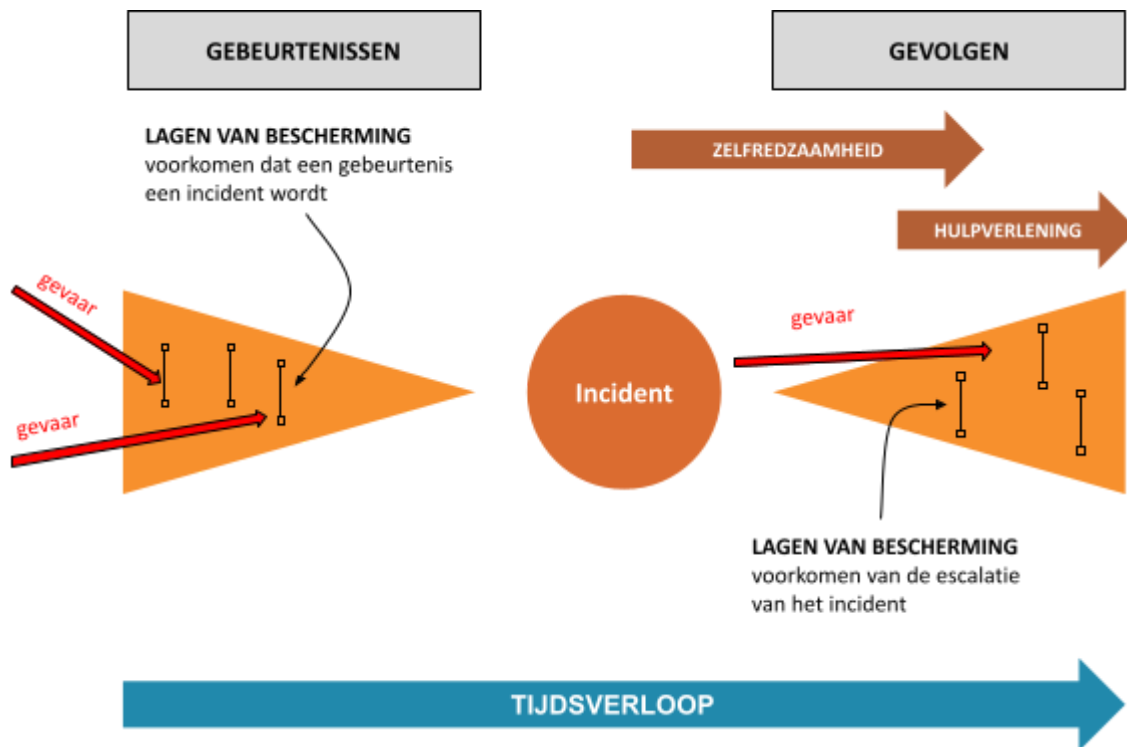 GEBEURTENISSEN
GEVOLGEN
LAGEN VAN BESCHERMING
voorkomen dat een gebeurtenis
een incident wordt
ZELFREDZAAMHEID
HULPVERLENING
gevaar
gevaar
Incident
gevaar
LAGEN VAN BESCHERMING
voorkomen van de escalatie
van het incident
TIJDSVERLOOP